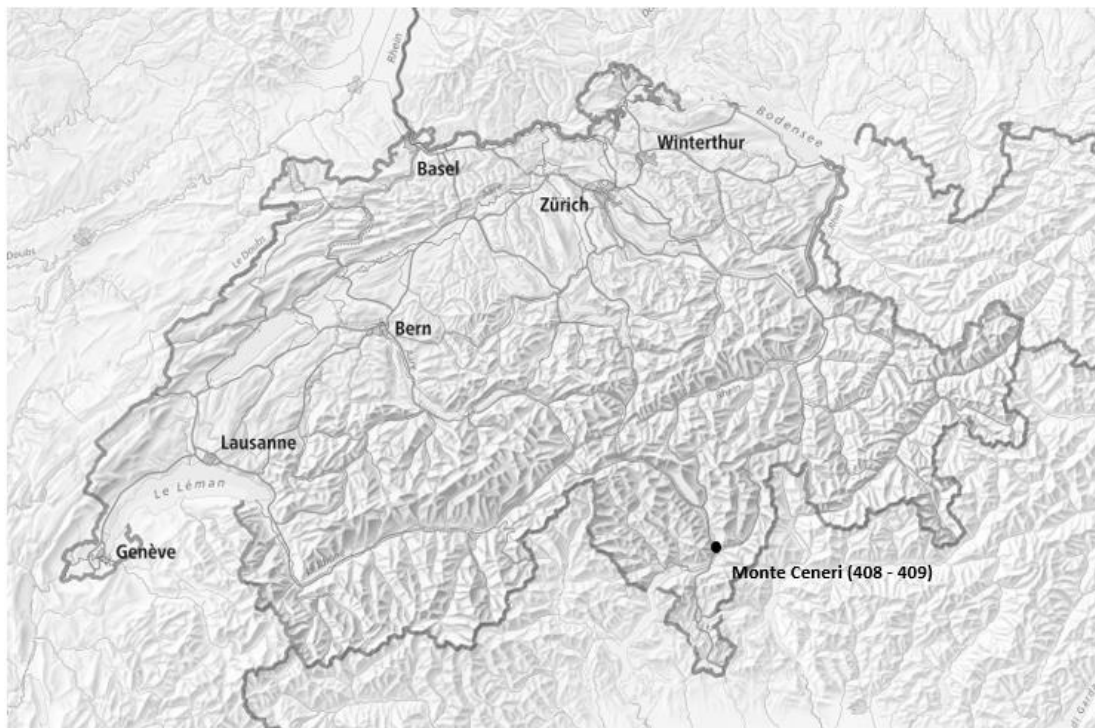 Rhein
Bodensee
Winterthur
Basel
Zürich
Doubs
Le Doubs
Bern
Lausanne
Le Léman
Genève
Monte Ceneri (408 - 409)